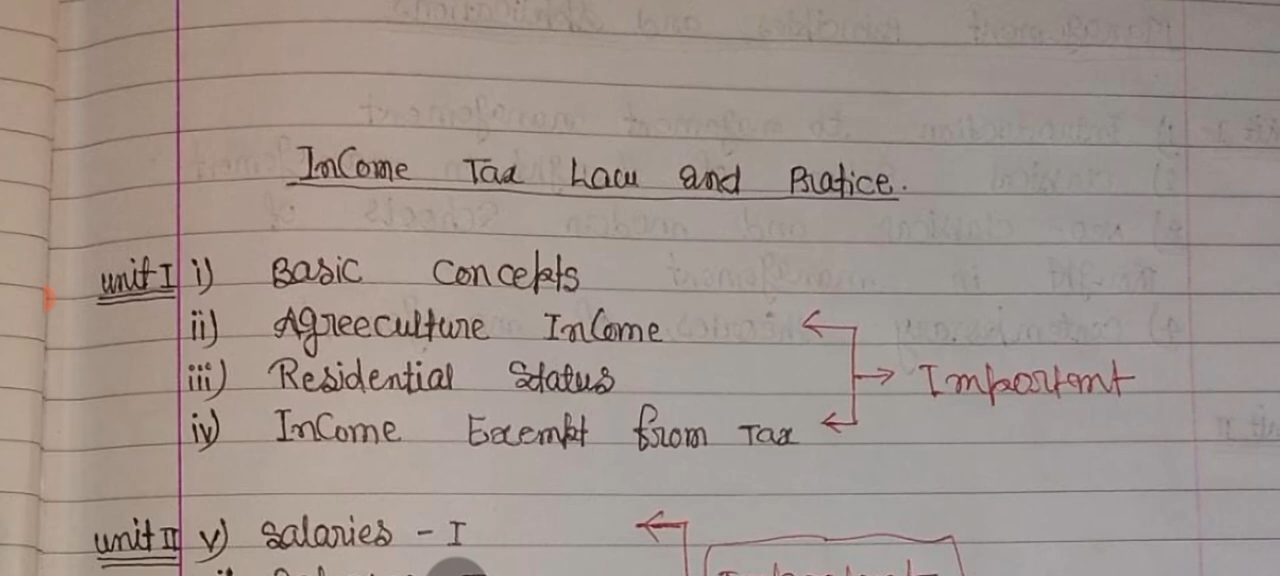 InCome Tax Law and Pratice.
unit I i) Basic Concepts
ii) Agreeculture InCome
iii) Residential Status → Important
iv) InCome Exempt from Tax
unit II v) Salaries - I